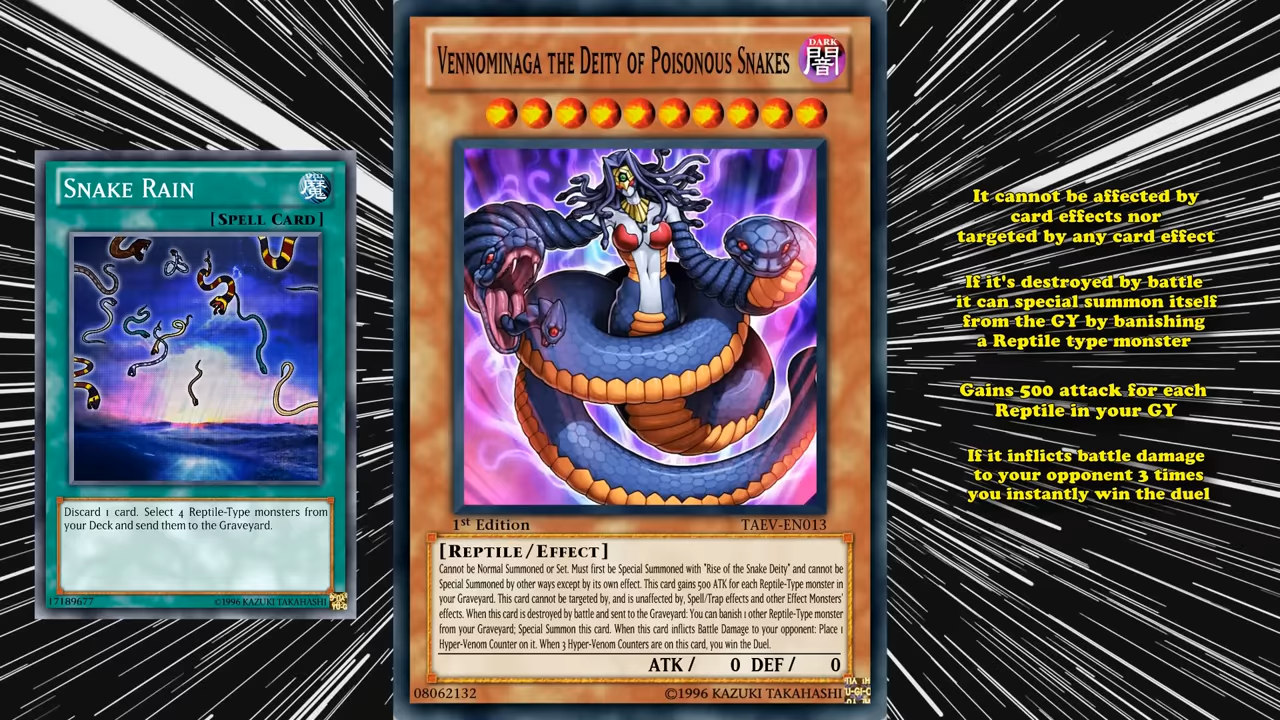 SNAKE RAIN
魔
[SPELL CARD]
Discard 1 card. Select 4 Reptile-Type monsters from
your Deck and send them to the Graveyard.
17189677
©1996 KAZUKI TAKAHASHI
VENNOMINAGA THE DEITY OF POISONOUS SNAKES
DARK
闇
1st Edition
TAEV-EN013
[REPTILE/EFFECT]
Cannot be Normal Summoned or Set. Must first be Special Summoned with "Rise of the Snake Deity" and cannot be
Special Summoned by other ways except by its own effect. This card gains 500 ATK for each Reptile-Type monster in
your Graveyard. This card cannot be targeted by, and is unaffected by, Spell/Trap effects and other Effect Monsters'
effects. When this card is destroyed by battle and sent to the Graveyard: You can banish 1 other Reptile-Type monster
from your Graveyard; Special Summon this card. When this card inflicts Battle Damage to your opponent: Place 1
Hyper-Venom Counter on it. When 3 Hyper-Venom Counters are on this card, you win the Duel.
ATK/ 0 DEF/ 0
08062132
©1996 KAZUKI TAKAHASHI
It cannot be affected by
card effects nor
targeted by any card effect
If it's destroyed by battle
it can special summon itself
from the GY by banishing
a Reptile type monster
Gains 500 attack for each
Reptile in your GY
If it inflicts battle damage
to your opponent 3 times
you instantly win the duel